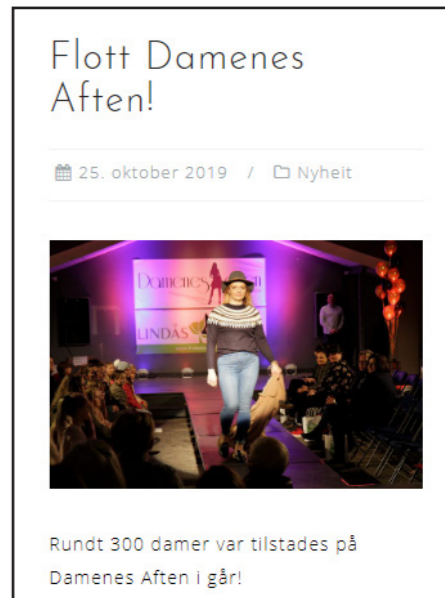 Flott Damenes
Aften!
25. oktober 2019 / Nyheit
Damenes
LINDÅS
Rundt 300 damer var tilstades på
Damenes Aften i går!